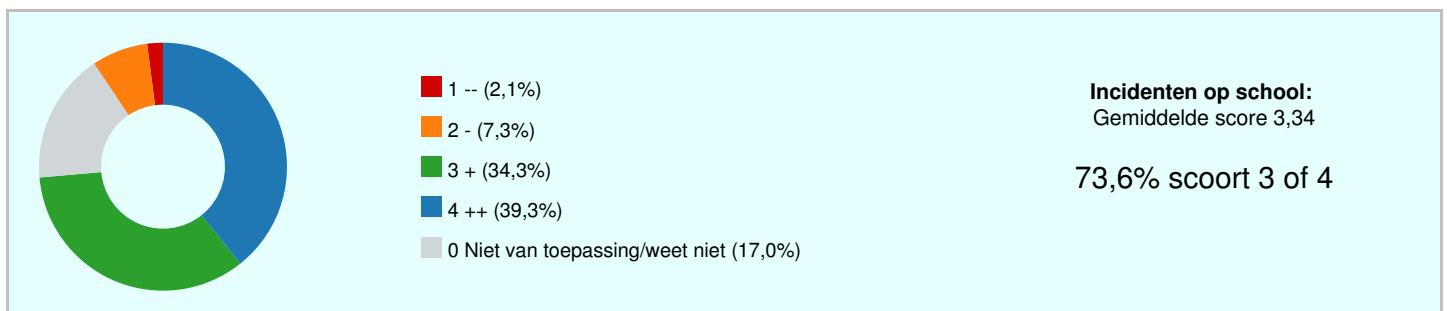 1 -- (2,1%)
2 - (7,3%)
3 + (34,3%)
4 ++ (39,3%)
0 Niet van toepassing/weet niet (17,0%)
Incidenten op school:
Gemiddelde score 3,34
73,6% scoort 3 of 4